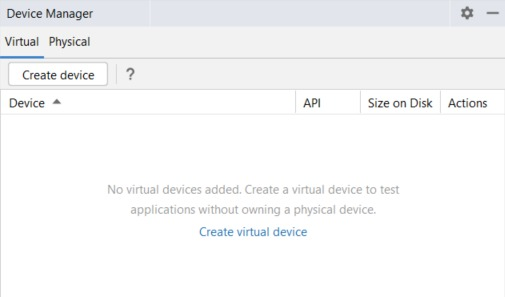 Device Manager
Virtual Physical
Create device ?
Device API Size on Disk Actions
No virtual devices added. Create a virtual device to test
applications without owning a physical device.
Create virtual device